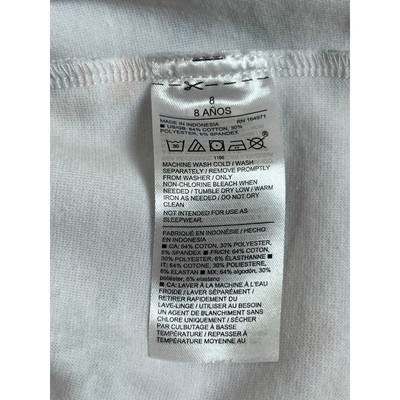 8
8 AÑOS
MADE IN INDONESIA RN 164971
■ US/GB: 64% COTTON, 30%
POLYESTER, 6% SPANDEX
1166
MACHINE WASH COLD / WASH
SEPARATELY / REMOVE PROMPTLY
FROM WASHER / ONLY
NON-CHLORINE BLEACH WHEN
NEEDED / TUMBLE DRY LOW / WARM
IRON AS NEEDED / DO NOT DRY
CLEAN
NOT INTENDED FOR USE AS
SLEEPWEAR.
FABRIQUÉ EN INDONÉSIE / HECHO
EN INDONESIA
■ CA: 64% COTON, 30% POLYESTER,
6% SPANDEX ■ FR/CH: 64% COTON,
30% POLYESTER, 6% ÉLASTHANNE ■
IT: 64% COTONE, 30% POLIESTERE,
6% ELASTAN ■ MX: 64% algodón, 30%
poliéster, 6% elastano
■ CA: LAVER À LA MACHINE À L'EAU
FROIDE / LAVER SÉPARÉMENT /
RETIRER RAPIDEMENT DU
LAVE-LINGE / UTILISER AU BESOIN
UN AGENT DE BLANCHIMENT SANS
CHLORE UNIQUEMENT / SÉCHER
PAR CULBUTAGE À BASSE
TEMPÉRATURE / REPASSER À
TEMPÉRATURE MOYENNE AU